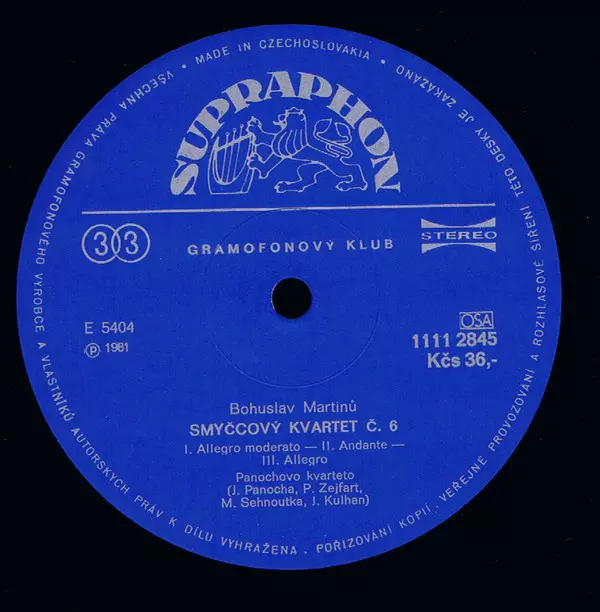 • MADE IN CZECHOSLOVAKIA •
VŠECHNA PRÁVA GRAMOFONOVÉHO VÝROBCE A VLASTNÍKŮ AUTORSKÝCH PRÁV K DÍLU VYHRAŽENA. POŘIZOVÁNÍ KOPIÍ, VEŘEJNÉ PROVOZOVÁNÍ A ROZHLASOVÉ ŠÍŘENÍ TÉTO DESKY JE ZAKÁZÁNO
SUPRAPHON
33
GRAMOFONOVÝ KLUB
STEREO
E 5404
Ⓟ 1981
OSA
1111 2845
Kčs 36,-
Bohuslav Martinů
SMYČCOVÝ KVARTET Č. 6
I. Allegro moderato — II. Andante —
III. Allegro
Panochovo kvarteto
(J. Panocha, P. Zejfart,
M. Sehnoutka, J. Kulhan)